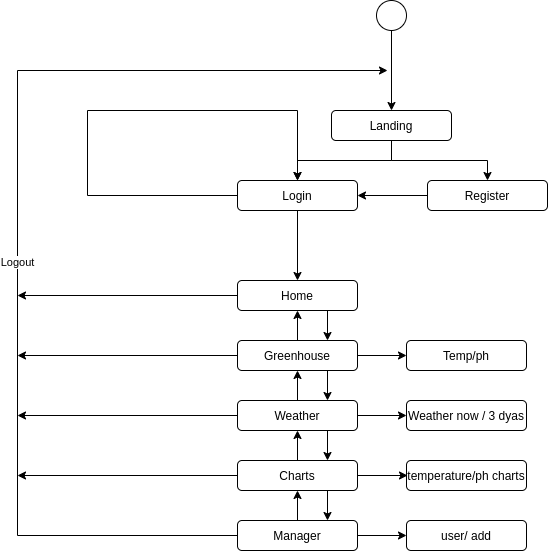 Landing
Login
Register
Logout
Home
Greenhouse
Temp/ph
Weather
Weather now / 3 dyas
Charts
temperature/ph charts
Manager
user/ add